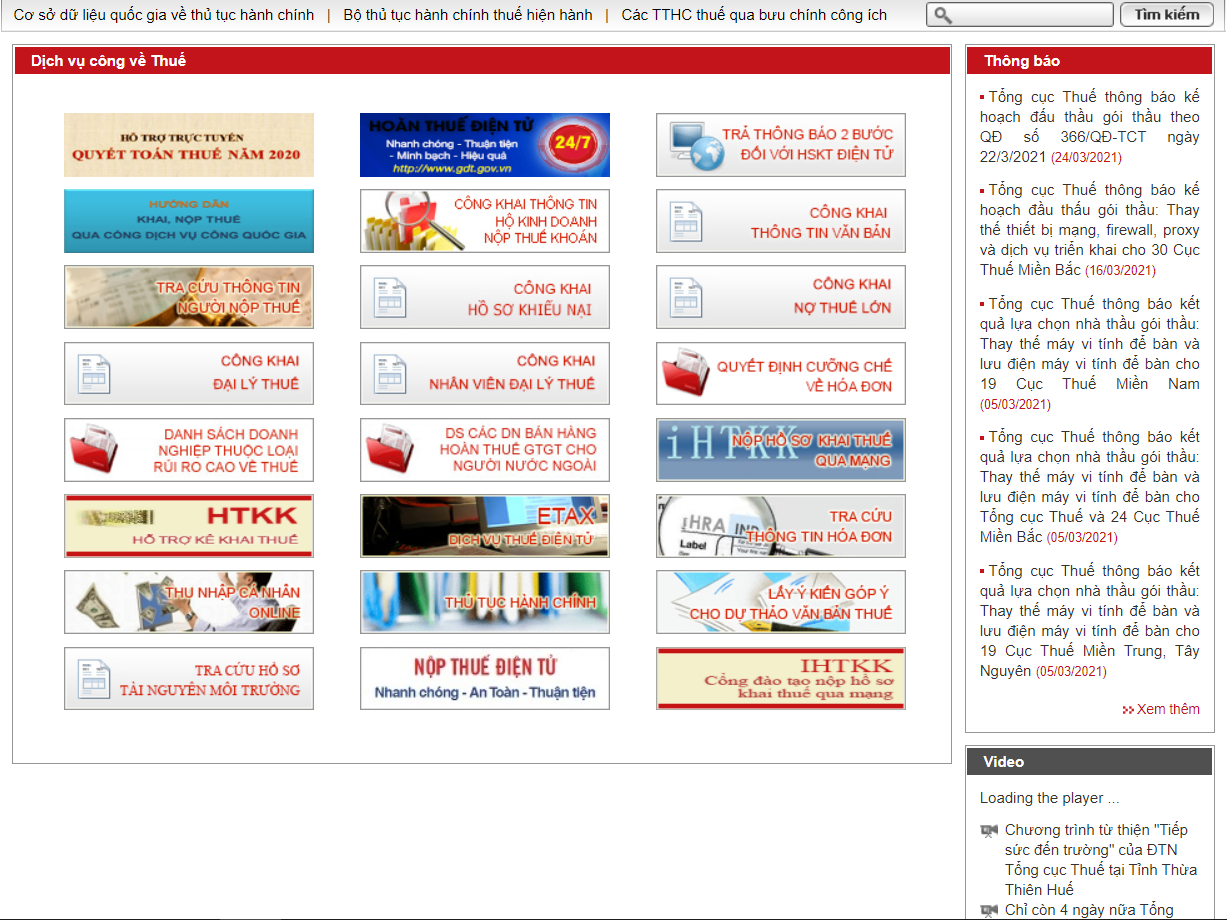 Cơ sở dữ liệu quốc gia về thủ tục hành chính | Bộ thủ tục hành chính thuế hiện hành | Các TTHC thuế qua bưu chính công ích
Tìm kiếm
Dịch vụ công về Thuế
HỖ TRỢ TRỰC TUYẾN
QUYẾT TOÁN THUẾ NĂM 2020
HOÀN THUẾ ĐIỆN TỬ
Nhanh chóng - Thuận tiện
- Minh bạch - Hiệu quả
http://www.gdt.gov.vn
24/7
TRẢ THÔNG BÁO 2 BƯỚC
ĐỐI VỚI HSKT ĐIỆN TỬ
HƯỚNG DẪN
KHAI, NỘP THUẾ
QUA CỔNG DỊCH VỤ CÔNG QUỐC GIA
CÔNG KHAI THÔNG TIN
HỘ KINH DOANH
NỘP THUẾ KHOÁN
CÔNG KHAI
THÔNG TIN VĂN BẢN
TRA CỨU THÔNG TIN
NGƯỜI NỘP THUẾ
CÔNG KHAI
HỒ SƠ KHIẾU NẠI
CÔNG KHAI
NỢ THUẾ LỚN
CÔNG KHAI
ĐẠI LÝ THUẾ
CÔNG KHAI
NHÂN VIÊN ĐẠI LÝ THUẾ
QUYẾT ĐỊNH CƯỠNG CHẾ
VỀ HÓA ĐƠN
DANH SÁCH DOANH
NGHIỆP THUỘC LOẠI
RỦI RO CAO VỀ THUẾ
DS CÁC DN BÁN HÀNG
HOÀN THUẾ GTGT CHO
NGƯỜI NƯỚC NGOÀI
iHTKK
NỘP HỒ SƠ KHAI THUẾ
QUA MẠNG
HTKK
HỖ TRỢ KÊ KHAI THUẾ
ETAX
DỊCH VỤ THUẾ ĐIỆN TỬ
Label
TRA CỨU
THÔNG TIN HÓA ĐƠN
THU NHẬP CÁ NHÂN
ONLINE
THỦ TỤC HÀNH CHÍNH
LẤY Ý KIẾN GÓP Ý
CHO DỰ THẢO VĂN BẢN THUẾ
TRA CỨU HỒ SƠ
TÀI NGUYÊN MÔI TRƯỜNG
NỘP THUẾ ĐIỆN TỬ
Nhanh chóng - An Toàn - Thuận tiện
IHTKK
Cổng đào tạo nộp hồ sơ
khai thuế qua mạng
Thông báo
Tổng cục Thuế thông báo kế
hoạch đấu thầu gói thầu theo
QĐ số 366/QĐ-TCT ngày
22/3/2021 (24/03/2021)
Tổng cục Thuế thông báo kế
hoạch đầu thấu gói thầu: Thay
thế thiết bị mạng, firewall, proxy
và dịch vụ triển khai cho 30 Cục
Thuế Miền Bắc (16/03/2021)
Tổng cục Thuế thông báo kết
quả lựa chọn nhà thầu gói thầu:
Thay thế máy vi tính để bàn và
lưu điện máy vi tính để bàn cho
19 Cục Thuế Miền Nam
(05/03/2021)
Tổng cục Thuế thông báo kết
quả lựa chọn nhà thầu gói thầu:
Thay thế máy vi tính để bàn và
lưu điện máy vi tính để bàn cho
Tổng cục Thuế và 24 Cục Thuế
Miền Bắc (05/03/2021)
Tổng cục Thuế thông báo kết
quả lựa chọn nhà thầu gói thầu:
Thay thế máy vi tính để bàn và
lưu điện máy vi tính để bàn cho
19 Cục Thuế Miền Trung, Tây
Nguyên (05/03/2021)
Xem thêm
Video
Loading the player ...
Chương trình từ thiện "Tiếp
sức đến trường" của ĐTN
Tổng cục Thuế tại Tỉnh Thừa
Thiên Huế
Chỉ còn 4 ngày nữa Tổng